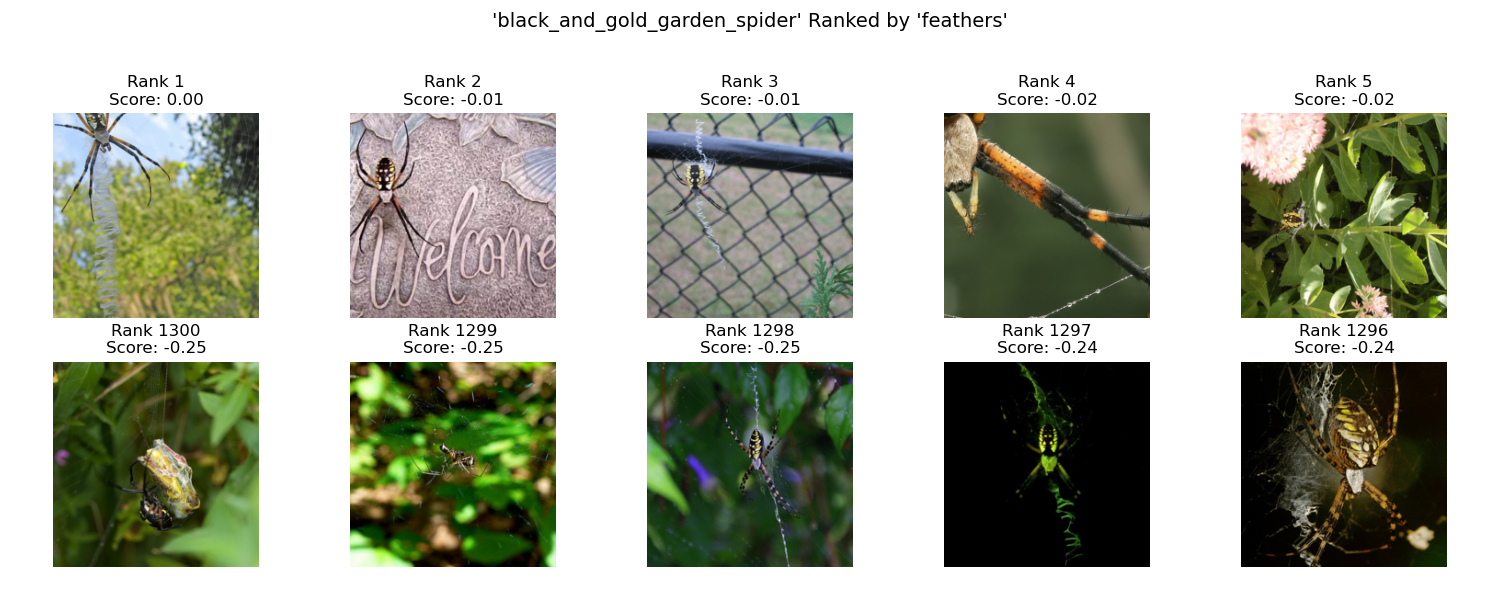 'black_and_gold_garden_spider' Ranked by 'feathers'
Rank 1
Score: 0.00
Rank 2
Score: -0.01
Rank 3
Score: -0.01
Rank 4
Score: -0.02
Rank 5
Score: -0.02
Welcome
Rank 1300
Score: -0.25
Rank 1299
Score: -0.25
Rank 1298
Score: -0.25
Rank 1297
Score: -0.24
Rank 1296
Score: -0.24